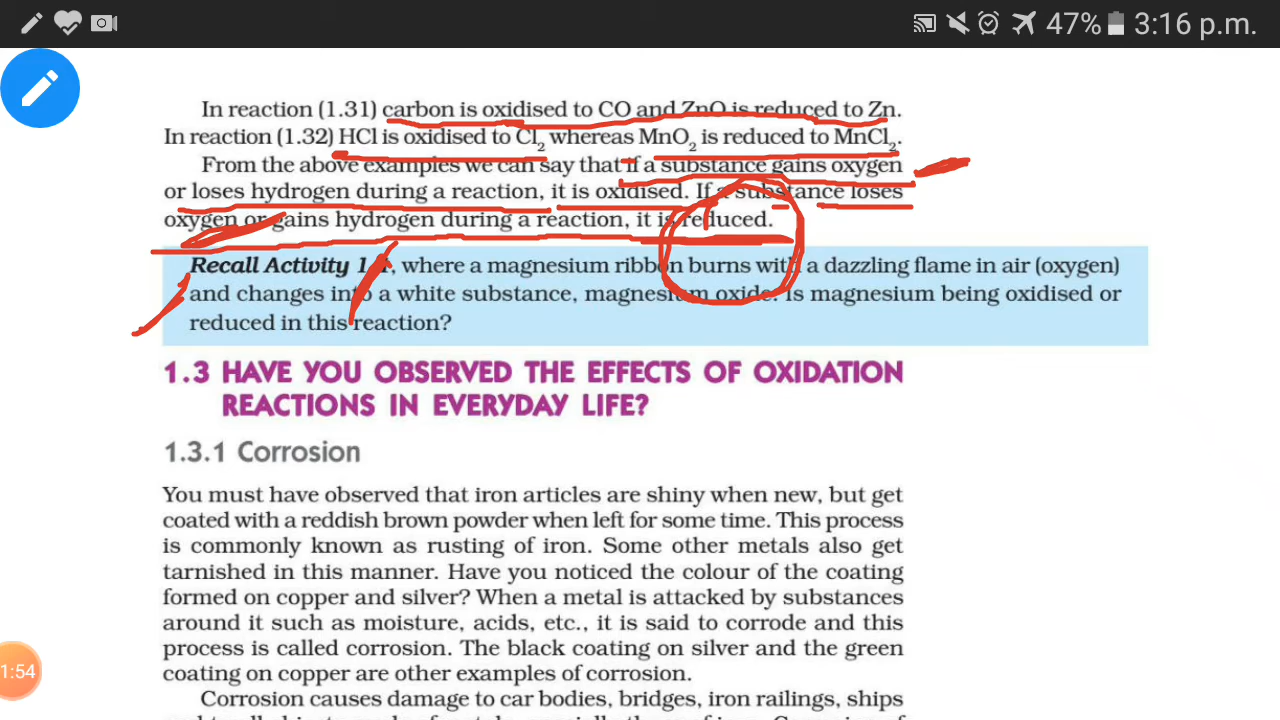 47% 3:16 p.m.
In reaction (1.31) carbon is oxidised to CO and ZnO is reduced to Zn.
In reaction (1.32) HCl is oxidised to Cl₂ whereas MnO₂ is reduced to MnCl₂.
From the above examples we can say that if a substance gains oxygen
or loses hydrogen during a reaction, it is oxidised. If a substance loses
oxygen or gains hydrogen during a reaction, it is reduced.
Recall Activity 1.1, where a magnesium ribbon burns with a dazzling flame in air (oxygen)
and changes into a white substance, magnesium oxide. Is magnesium being oxidised or
reduced in this reaction?
1.3 HAVE YOU OBSERVED THE EFFECTS OF OXIDATION
REACTIONS IN EVERYDAY LIFE?
1.3.1 Corrosion
You must have observed that iron articles are shiny when new, but get
coated with a reddish brown powder when left for some time. This process
is commonly known as rusting of iron. Some other metals also get
tarnished in this manner. Have you noticed the colour of the coating
formed on copper and silver? When a metal is attacked by substances
around it such as moisture, acids, etc., it is said to corrode and this
process is called corrosion. The black coating on silver and the green
coating on copper are other examples of corrosion.
1:54
Corrosion causes damage to car bodies, bridges, iron railings, ships